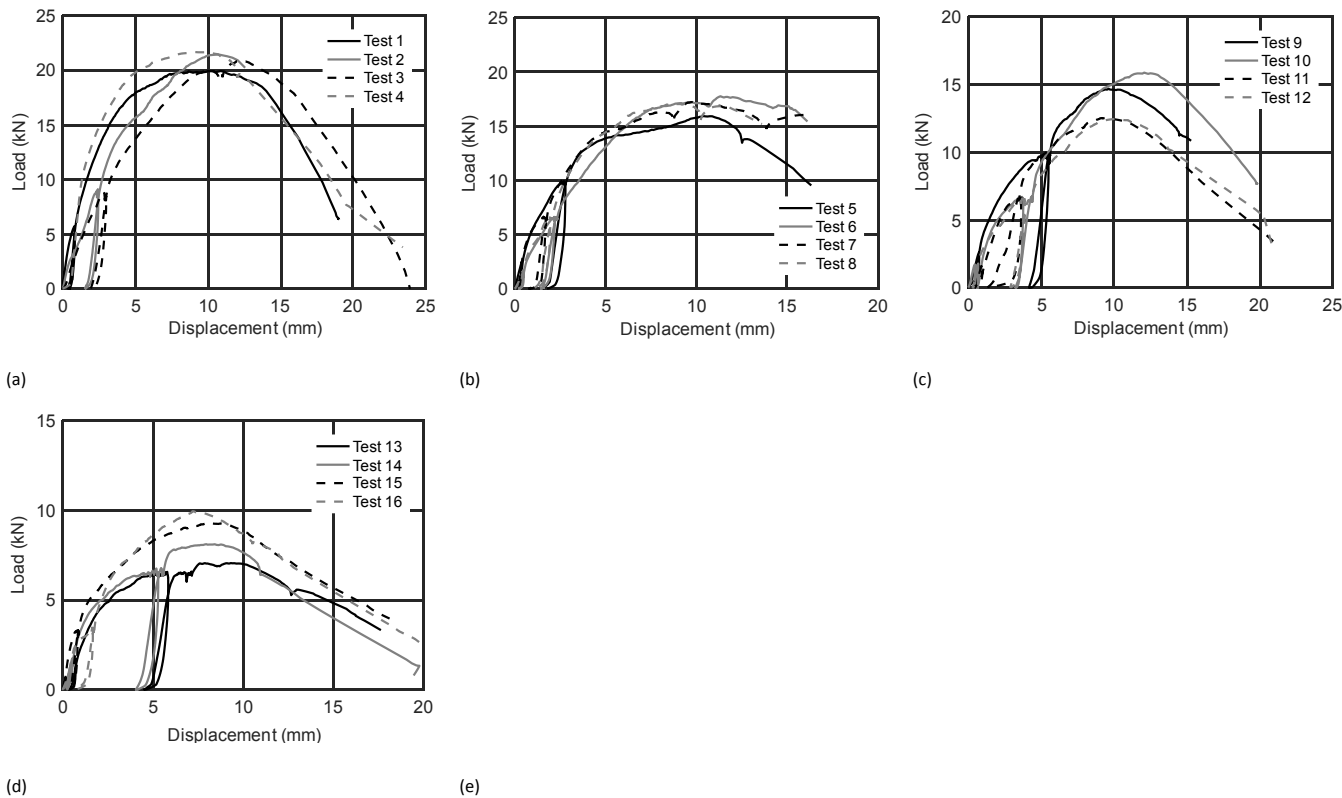 25
20
15
10
5
0
Load (kN)
0 5 10 15 20 25
Displacement (mm)
Test 1
Test 2
Test 3
Test 4
(a)
25
20
15
10
5
0
Load (kN)
0 5 10 15 20
Displacement (mm)
Test 5
Test 6
Test 7
Test 8
(b)
20
15
10
5
0
Load (kN)
0 5 10 15 20 25
Displacement (mm)
Test 9
Test 10
Test 11
Test 12
(c)
15
10
5
0
Load (kN)
0 5 10 15 20
Displacement (mm)
Test 13
Test 14
Test 15
Test 16
(d)
(e)